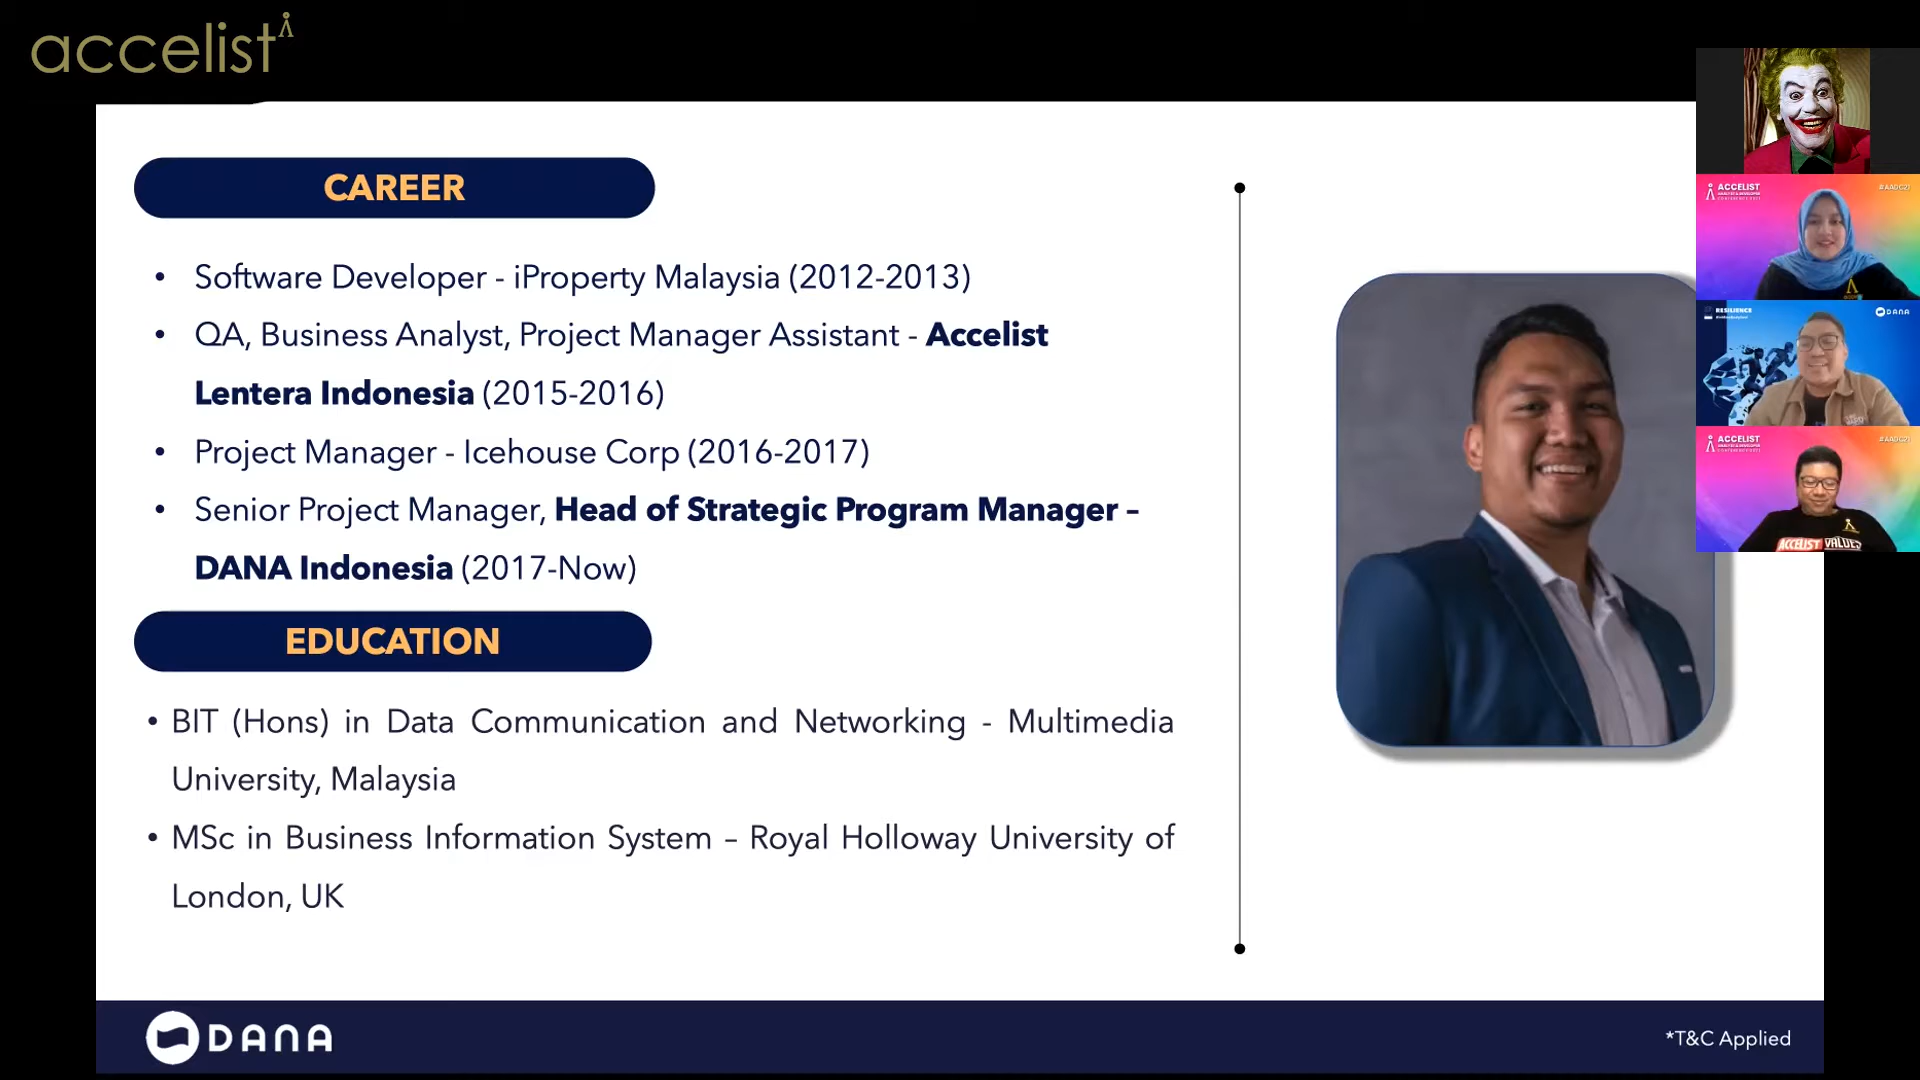 accelist
CAREER
• Software Developer - iProperty Malaysia (2012-2013)
• QA, Business Analyst, Project Manager Assistant - Accelist
Lentera Indonesia (2015-2016)
• Project Manager - Icehouse Corp (2016-2017)
• Senior Project Manager, Head of Strategic Program Manager –
DANA Indonesia (2017-Now)
EDUCATION
• BIT (Hons) in Data Communication and Networking - Multimedia
University, Malaysia
• MSc in Business Information System – Royal Holloway University of
London, UK
DANA
*T&C Applied
ACCELIST
#AADC21
RESILIENCE
DANA
ACCELIST
#AADC21
ACCELIST VALUES